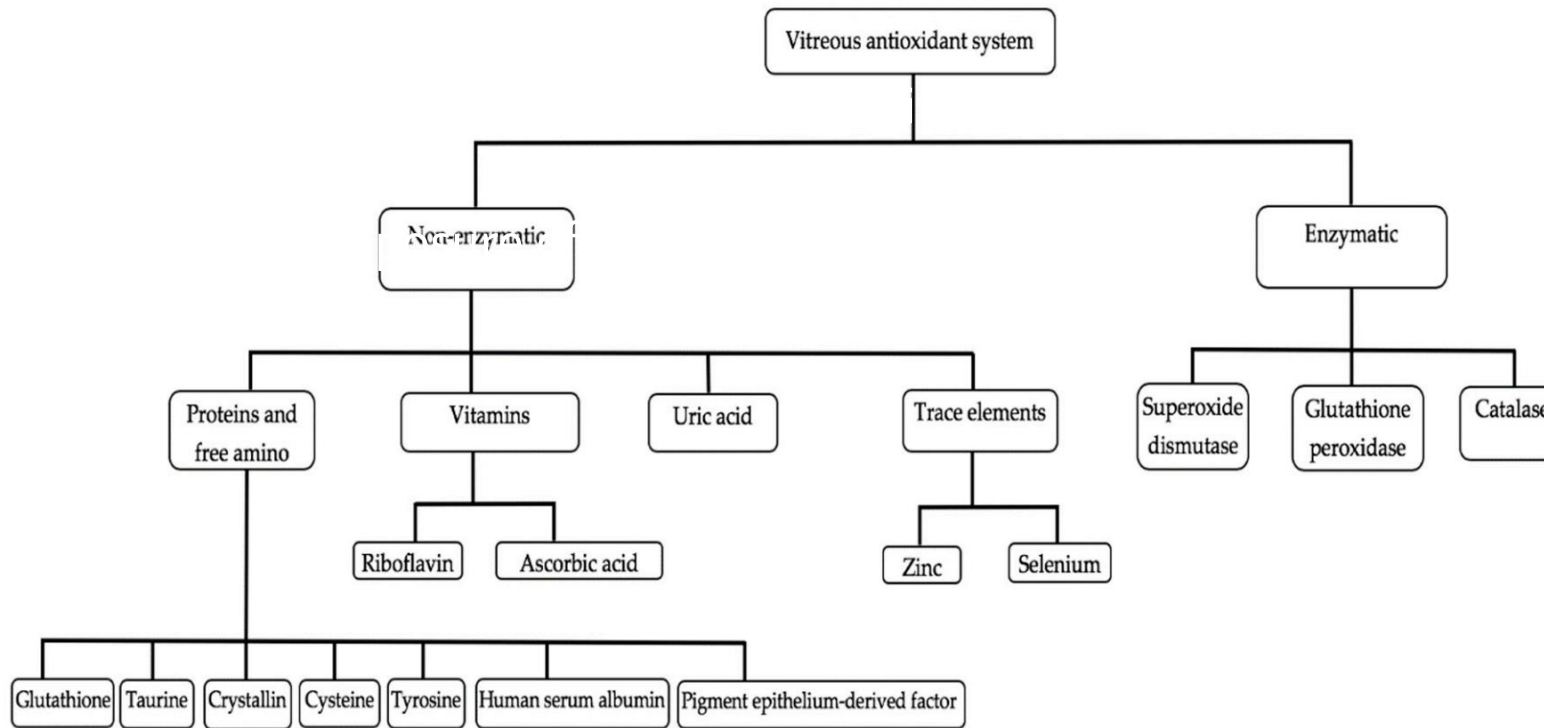 Vitreous antioxidant system
Non-enzymatic
Enzymatic
Proteins and
free amino
Vitamins
Uric acid
Trace elements
Superoxide
dismutase
Glutathione
peroxidase
Catalase
Riboflavin
Ascorbic acid
Zinc
Selenium
Glutathione
Taurine
Crystallin
Cysteine
Tyrosine
Human serum albumin
Pigment epithelium-derived factor